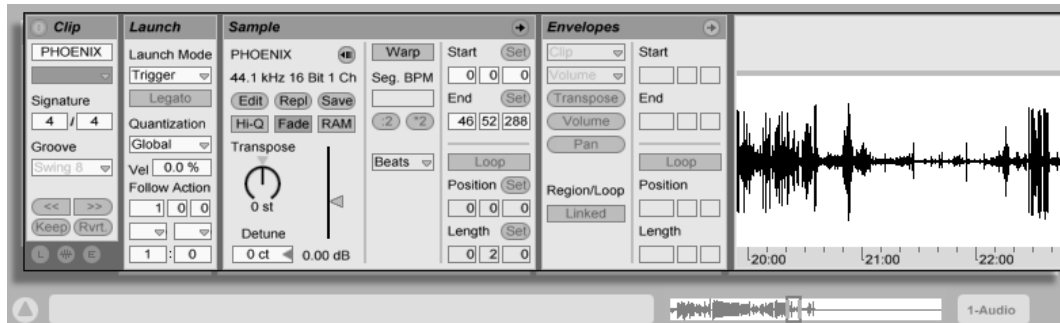 Clip
PHOENIX
Signature
4 / 4
Groove
Swing 8
<< >>
Keep Rvrt.
L E
Launch
Launch Mode
Trigger
Legato
Quantization
Global
Vel 0.0 %
Follow Action
1 0 0
1 : 0
Sample
PHOENIX
44.1 kHz 16 Bit 1 Ch
Edit Repl Save
Hi-Q Fade RAM
Transpose
0 st
Detune
0 ct 0.00 dB
Warp
Seg. BPM
:2 *2
Beats
Start Set
0 0 0
End Set
46 52 288
Loop
Position Set
0 0 0
Length Set
0 2 0
Envelopes
Clip
Volume
Transpose
Volume
Pan
Region/Loop
Linked
Start
End
Loop
Position
Length
20:00 21:00 22:00
1-Audio